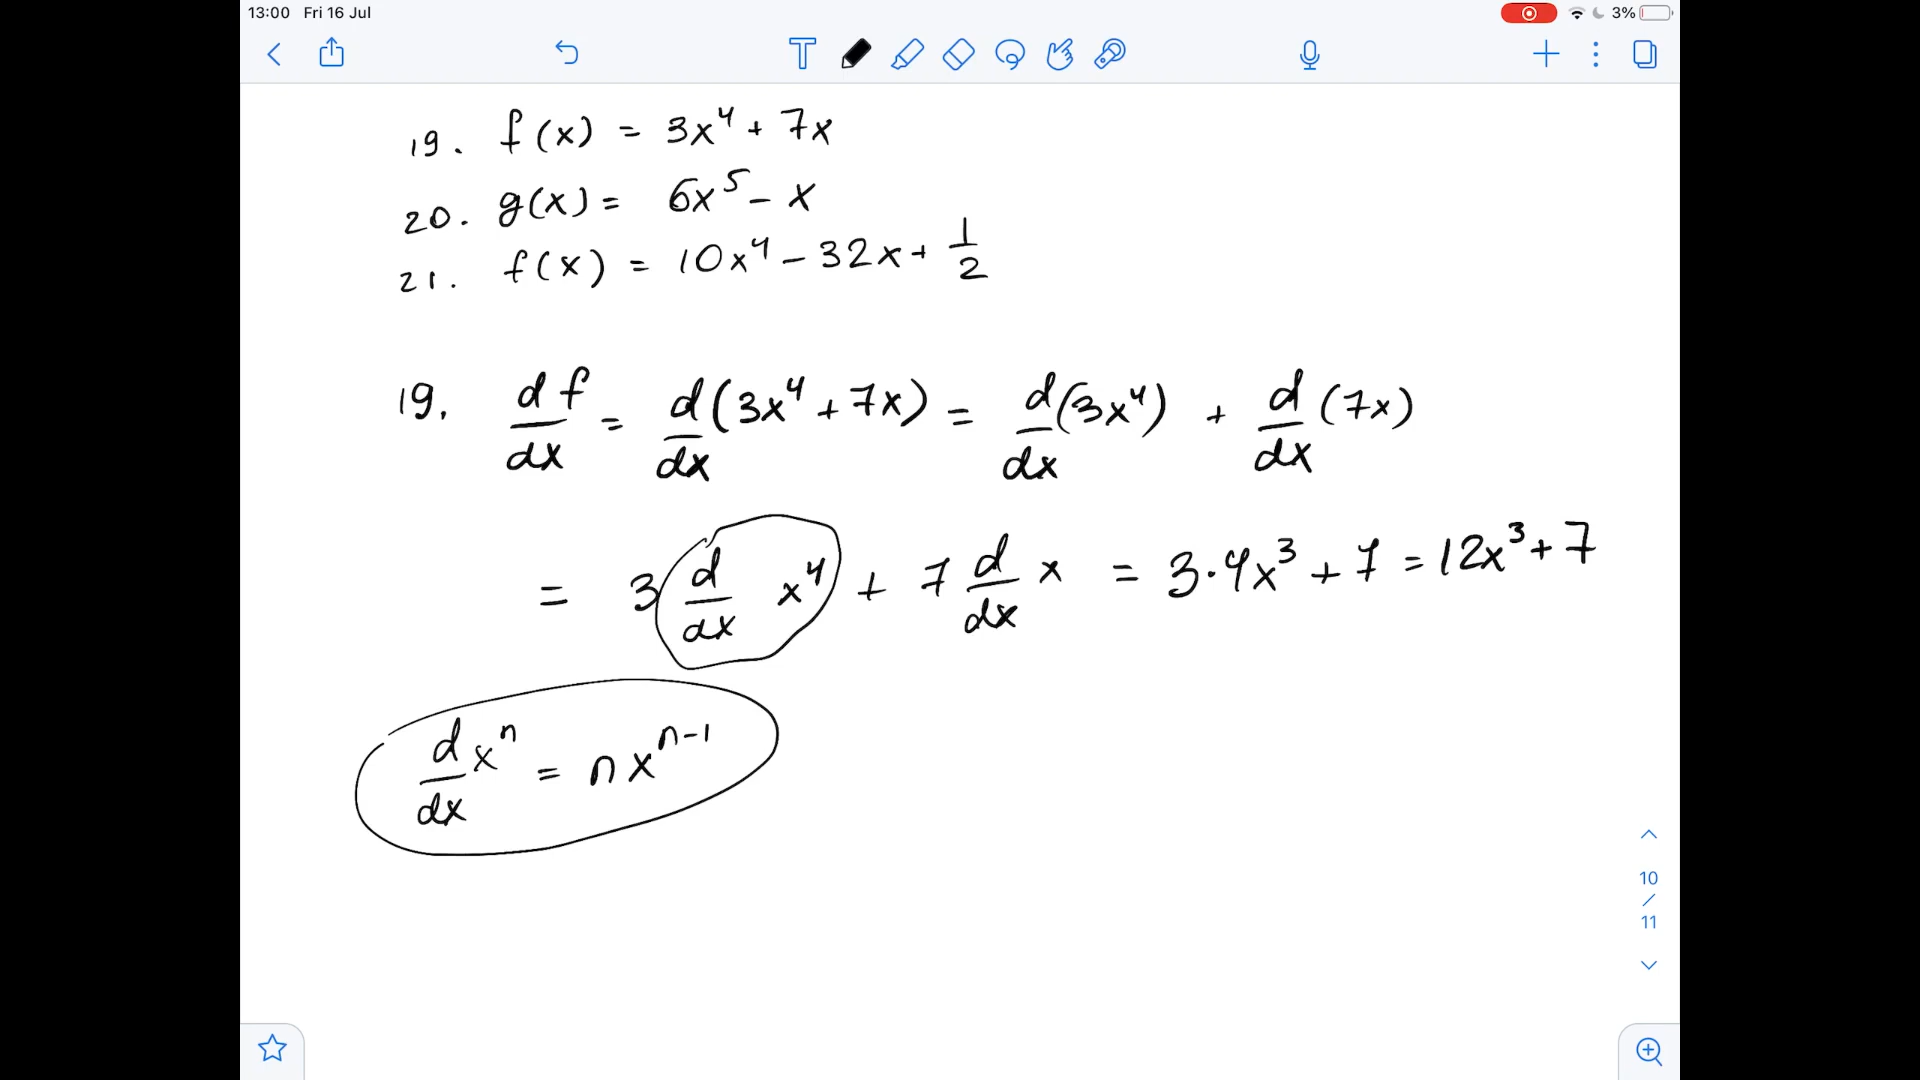 13:00 Fri 16 Jul 3%
19. f(x) = 3x⁴ + 7x
20. g(x) = 6x⁵ - x
21. f(x) = 10x⁴ - 32x + 1/2
19. df/dx = d/dx (3x⁴ + 7x) = d/dx (3x⁴) + d/dx (7x)
= 3 d/dx x⁴ + 7 d/dx x = 3·4x³ + 7 = 12x³ + 7
d/dx xⁿ = nxⁿ⁻¹
10
/
11